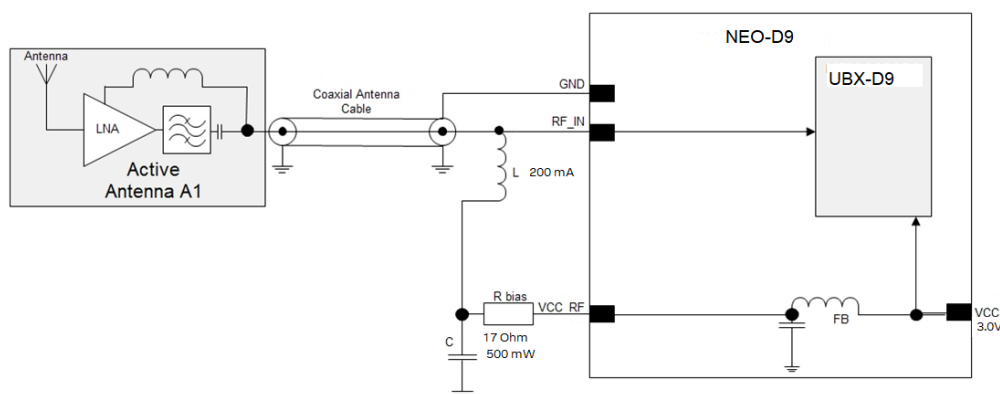 NEO-D9
Antenna
UBX-D9
GND
Coaxial Antenna
Cable
RF_IN
LNA
Active
Antenna A1
L 200 mA
R bias
VCC_RF
VCC
3.0V
FB
17 Ohm
C
500 mW